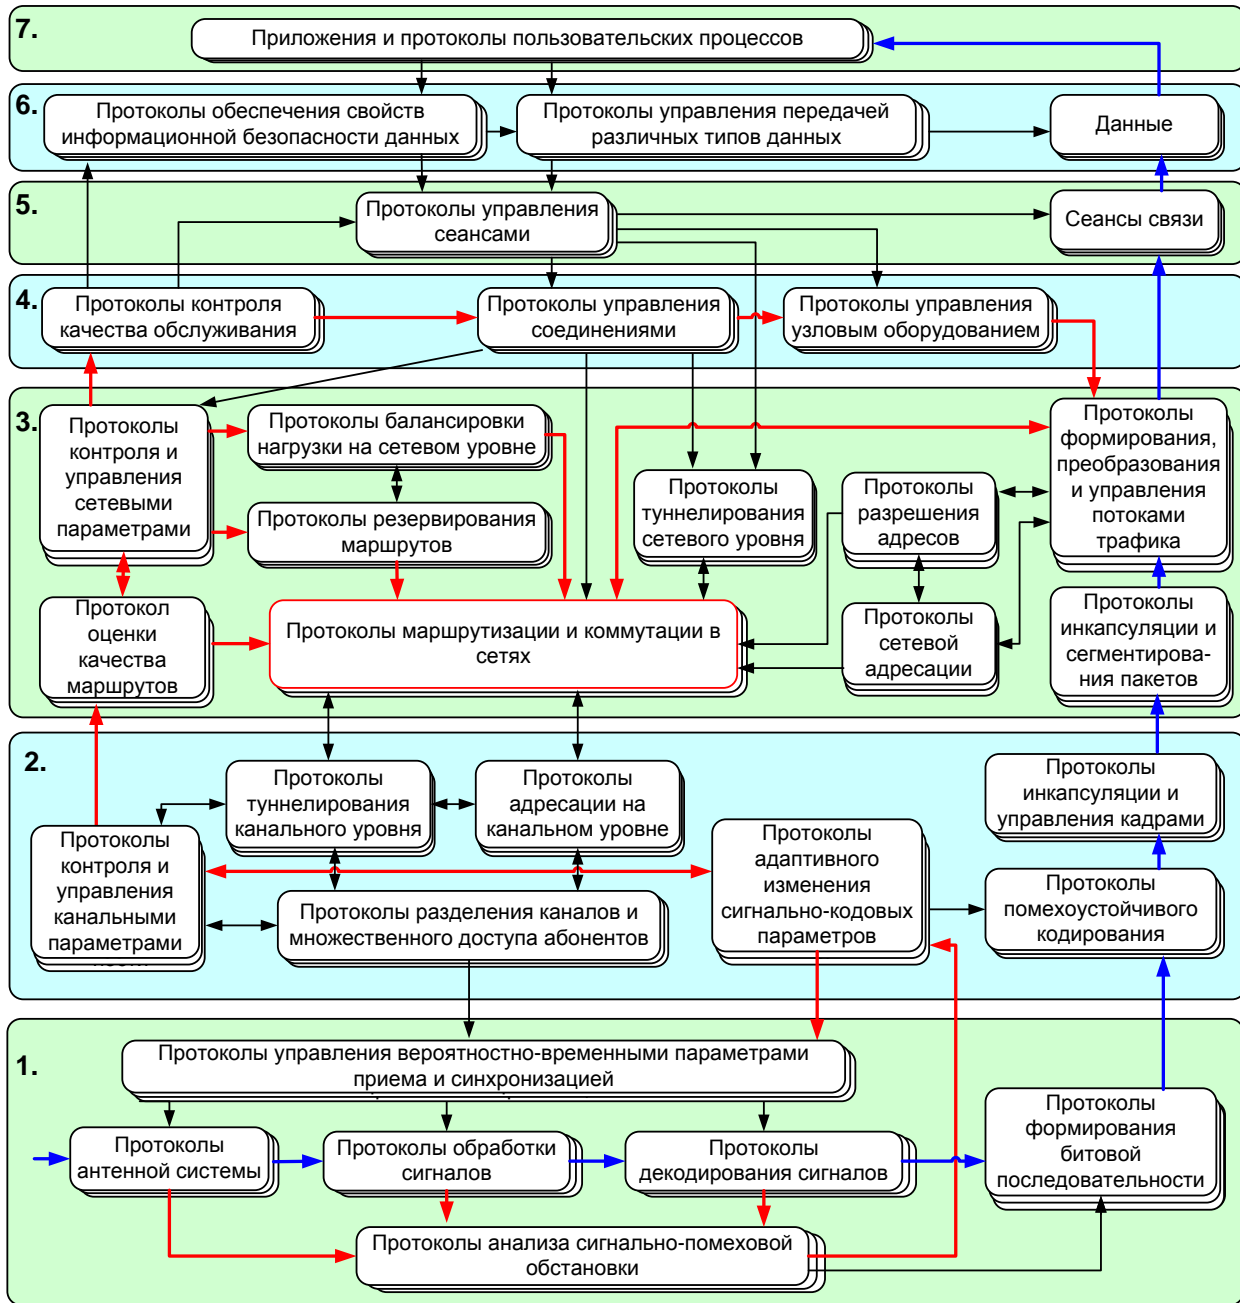 7.
Приложения и протоколы пользовательских процессов
6.
Протоколы обеспечения свойств
информационной безопасности данных
Протоколы управления передачей
различных типов данных
Данные
5.
Протоколы управления
сеансами
Сеансы связи
4.
Протоколы контроля
качества обслуживания
Протоколы управления
соединениями
Протоколы управления
узловым оборудованием
3.
Протоколы
контроля и
управления
сетевыми
параметрами
Протоколы балансировки
нагрузки на сетевом уровне
Протоколы резервирования
маршрутов
Протоколы
туннелирования
сетевого уровня
Протоколы
разрешения
адресов
Протоколы
формирования,
преобразования
и управления
потоками
трафика
Протокол
оценки
качества
маршрутов
Протоколы маршрутизации и коммутации в
сетях
Протоколы
сетевой
адресации
Протоколы
инкапсуляции и
сегментирова-
ния пакетов
2.
Протоколы
туннелирования
канального уровня
Протоколы
адресации на
канальном уровне
Протоколы
инкапсуляции и
управления кадрами
Протоколы
контроля и
управления
канальными
параметрами
Протоколы
адаптивного
изменения
сигнально-кодовых
параметров
Протоколы разделения каналов и
множественного доступа абонентов
Протоколы
помехоустойчивого
кодирования
1.
Протоколы управления вероятностно-временными параметрами
приема и синхронизацией
Протоколы
антенной системы
Протоколы обработки
сигналов
Протоколы
декодирования сигналов
Протоколы
формирования
битовой
последовательности
Протоколы анализа сигнально-помеховой
обстановки